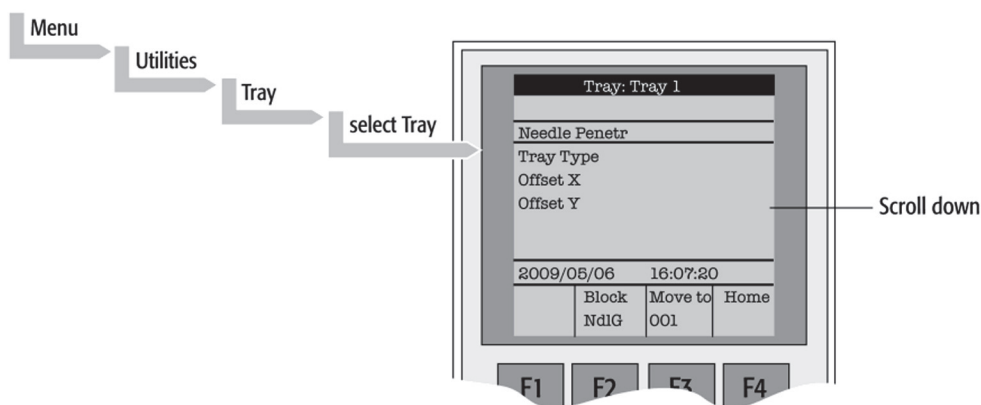 Menu
Utilities
Tray
select Tray
Tray: Tray 1
Needle Penetr
Tray Type
Offset X
Offset Y
Scroll down
2009/05/06 16:07:20
Block Move to Home
NdlG 001
F1 F2 F3 F4